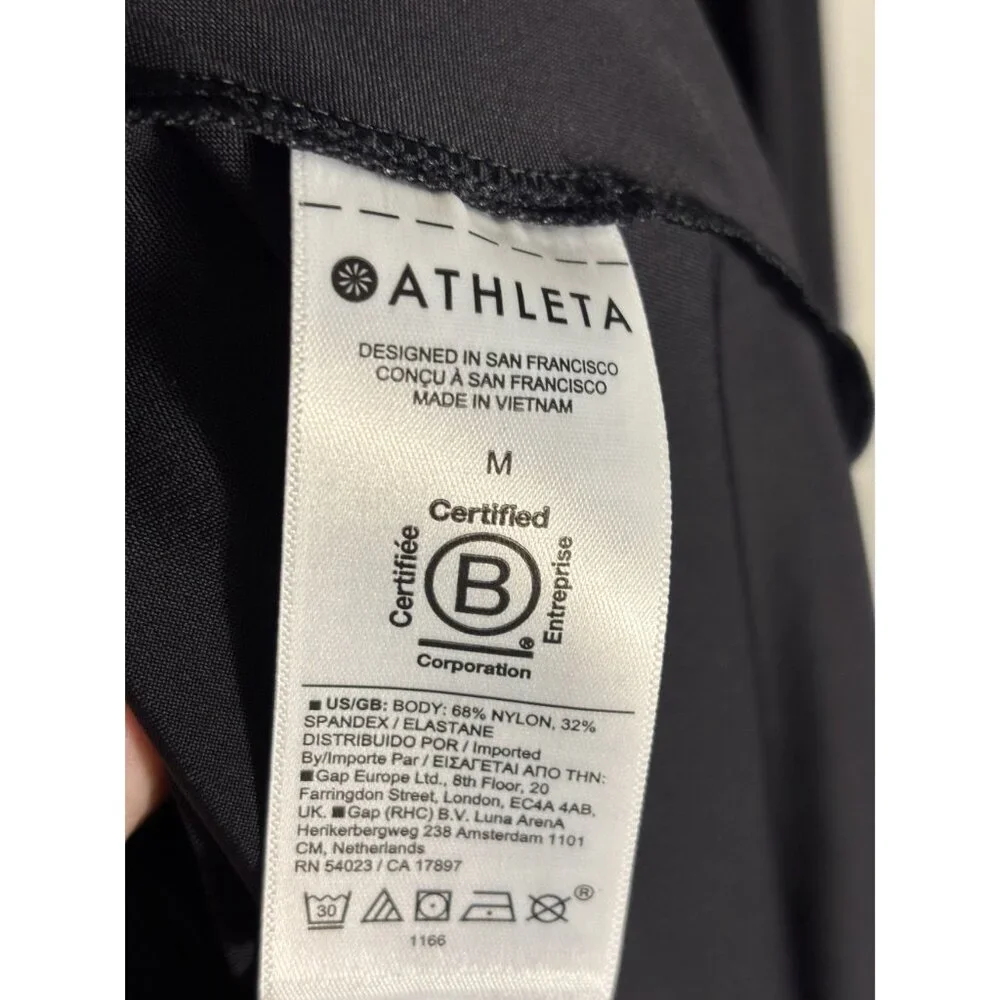 ATHLETA
DESIGNED IN SAN FRANCISCO
CONÇU À SAN FRANCISCO
MADE IN VIETNAM
M
Certified
Certifiée
B
Entreprise
®
Corporation
US/GB: BODY: 68% NYLON, 32%
SPANDEX / ELASTANE
DISTRIBUIDO POR / Imported
By/Importe Par / ΕΙΣΑΓΕΤΑΙ ΑΠΟ ΤΗΝ:
Gap Europe Ltd., 8th Floor, 20
Farringdon Street, London, EC4A 4AB,
UK. Gap (RHC) B.V. Luna ArenA
Herikerbergweg 238 Amsterdam 1101
CM, Netherlands
RN 54023 / CA 17897
30
®
1166